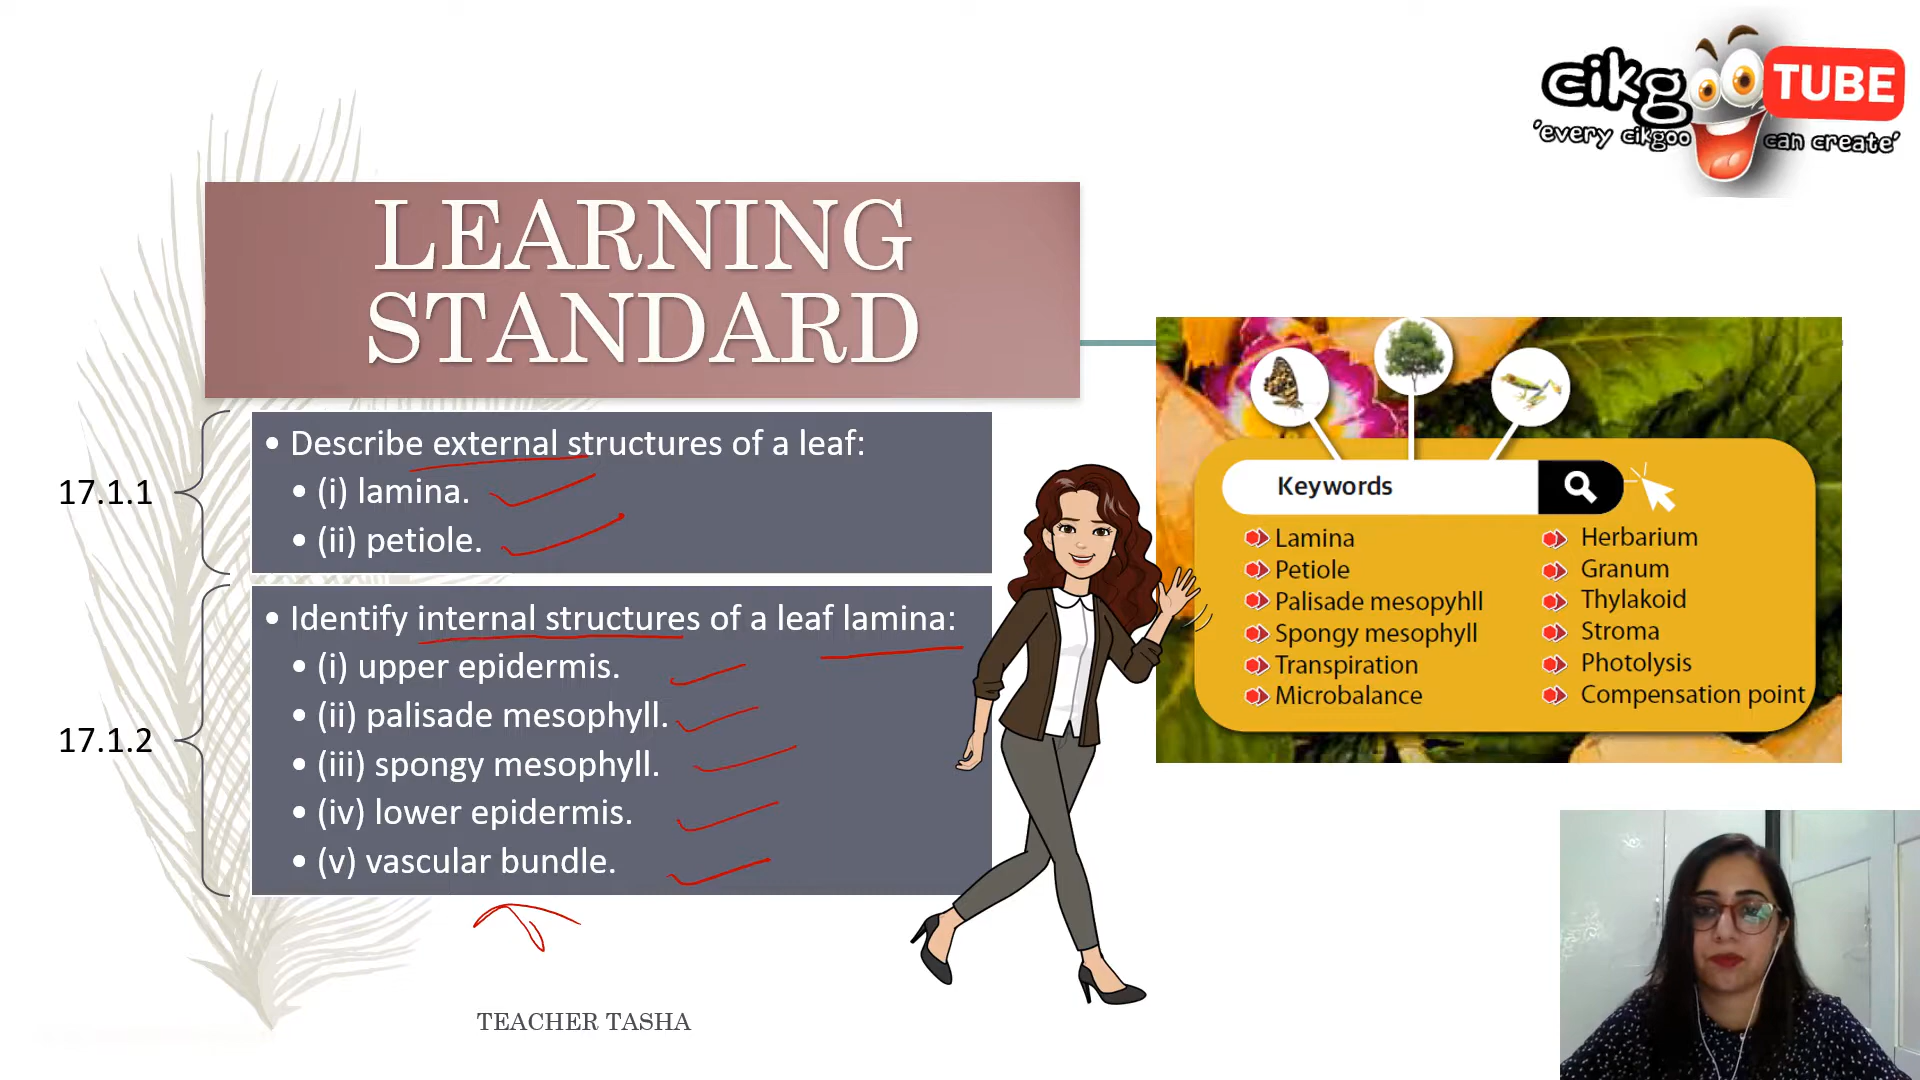 cikgoo TUBE
'every cikgoo can create'
LEARNING
STANDARD
17.1.1
• Describe external structures of a leaf:
• (i) lamina.
• (ii) petiole.
17.1.2
• Identify internal structures of a leaf lamina:
• (i) upper epidermis.
• (ii) palisade mesophyll.
• (iii) spongy mesophyll.
• (iv) lower epidermis.
• (v) vascular bundle.
Keywords
Lamina
Petiole
Palisade mesopyhll
Spongy mesophyll
Transpiration
Microbalance
Herbarium
Granum
Thylakoid
Stroma
Photolysis
Compensation point
TEACHER TASHA